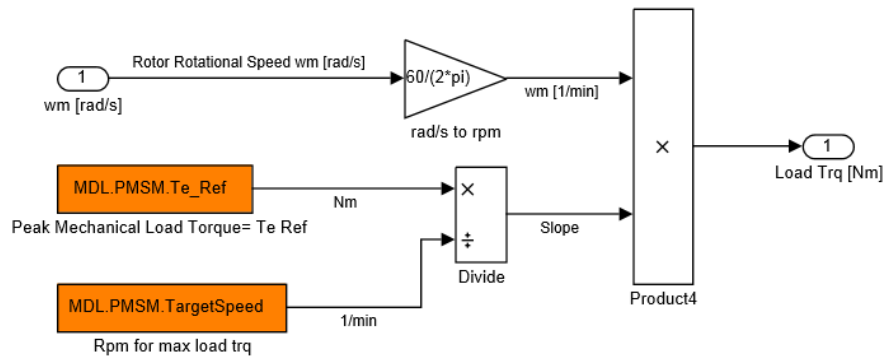 1
Rotor Rotational Speed wm [rad/s]
wm [rad/s]
60/(2*pi)
rad/s to rpm
wm [1/min]
×
1
Load Trq [Nm]
MDL.PMSM.Te_Ref
Nm
Peak Mechanical Load Torque= Te Ref
×
÷
Slope
Divide
MDL.PMSM.TargetSpeed
1/min
Rpm for max load trq
Product4